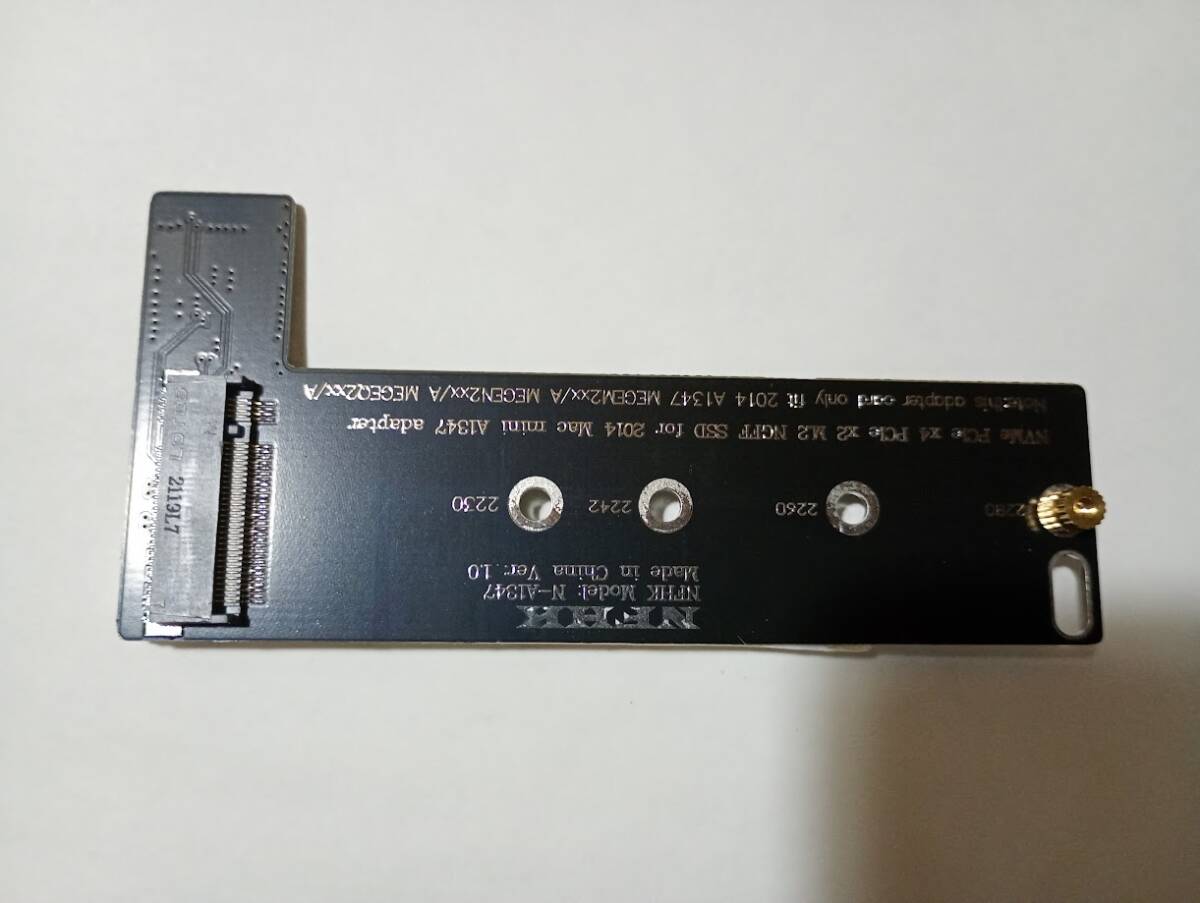 NFHK
NFHK Model: N-A1347
Made in China Ver: 1.0
2280
2260
2242
2230
NVMe PCIe x4 PCIe x2 M.2 NGFF SSD for 2014 Mac mini A1347 adapter
Note:this adapter card only fit 2014 A1347 MEGEM2xx/A MEGEN2xx/A MEGEQ2xx/A
2119L7